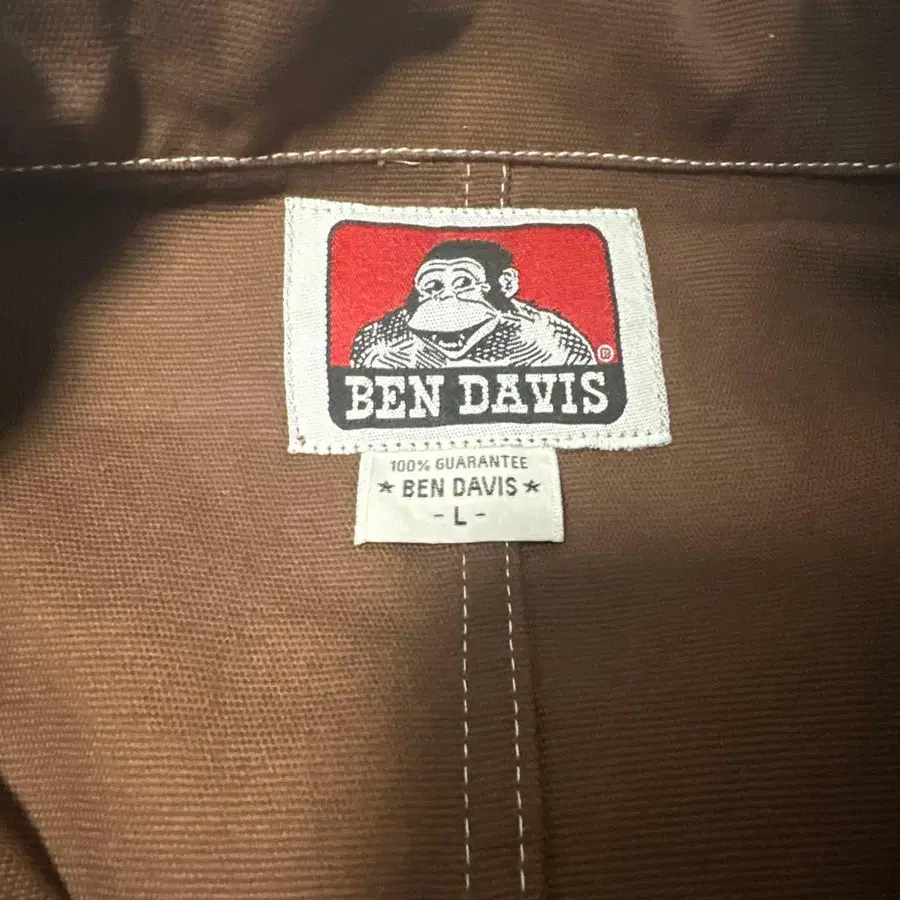 ®
BEN DAVIS
100% GUARANTEE
★ BEN DAVIS ★
- L -